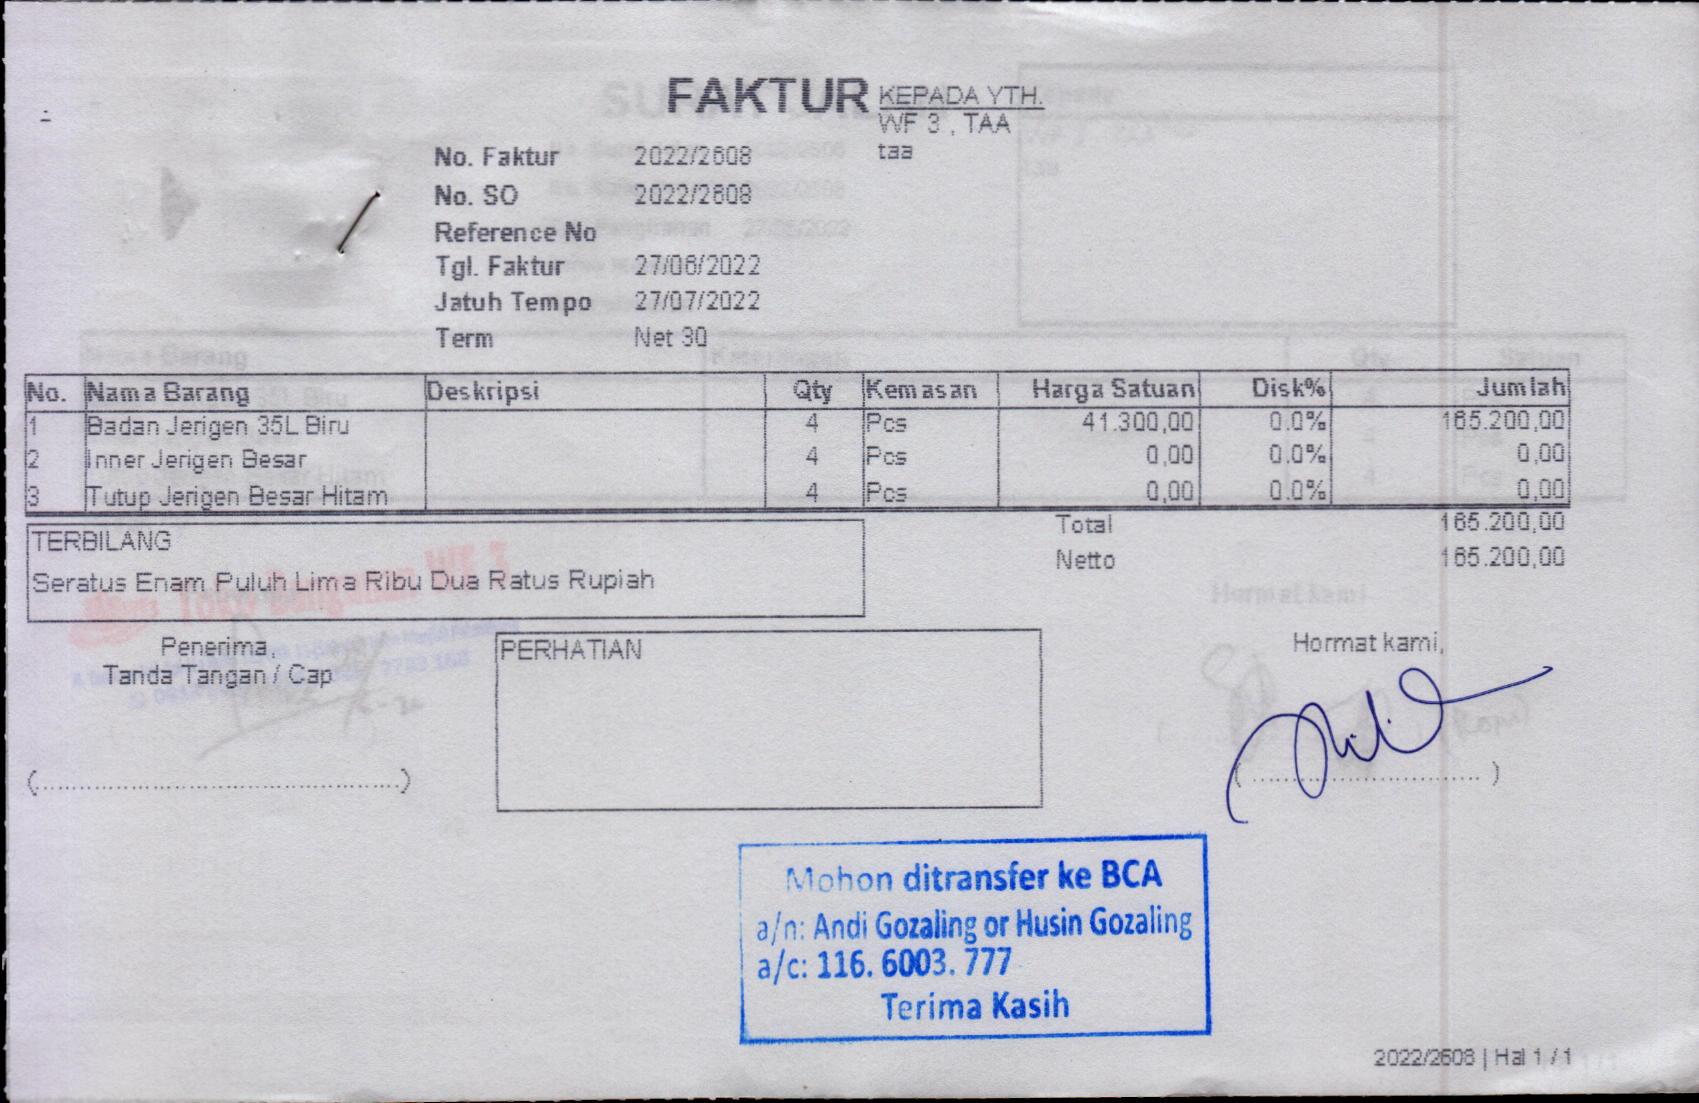 FAKTUR
KEPADA YTH.
WF 3 , TAA
taa
No. Faktur 2022/2608
No. SO 2022/2608
Reference No
Tgl. Faktur 27/06/2022
Jatuh Tempo 27/07/2022
Term Net 30
No. Nama Barang Deskripsi Qty Kemasan Harga Satuan Disk% Jumlah
1 Badan Jerigen 35L Biru 4 Pcs 41.300,00 0.0% 165.200,00
2 Inner Jerigen Besar 4 Pcs 0,00 0.0% 0,00
3 Tutup Jerigen Besar Hitam 4 Pcs 0,00 0.0% 0,00
Total 165.200,00
Netto 165.200,00
TERBILANG
Seratus Enam Puluh Lima Ribu Dua Ratus Rupiah
Penerima,
Tanda Tangan / Cap
PERHATIAN
Hormat kami,
(..............................................)
(.............................. )
Mohon ditransfer ke BCA
a/n: Andi Gozaling or Husin Gozaling
a/c: 116. 6003. 777
Terima Kasih
2022/2608 | Hal 1 / 1